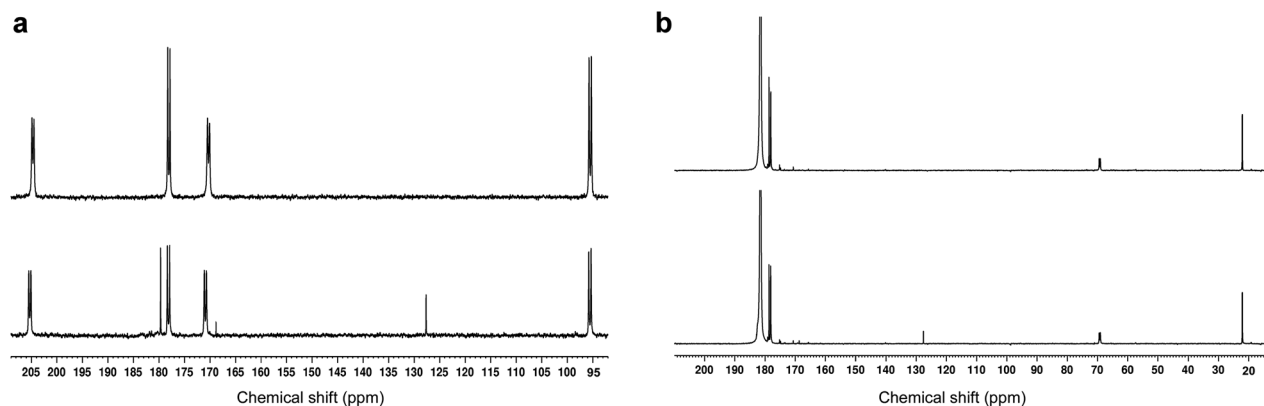 a
b
205 200 195 190 185 180 175 170 165 160 155 150 145 140 135 130 125 120 115 110 105 100 95
Chemical shift (ppm)
200 190 180 170 160 150 140 130 120 110 100 90 80 70 60 50 40 30 20
Chemical shift (ppm)